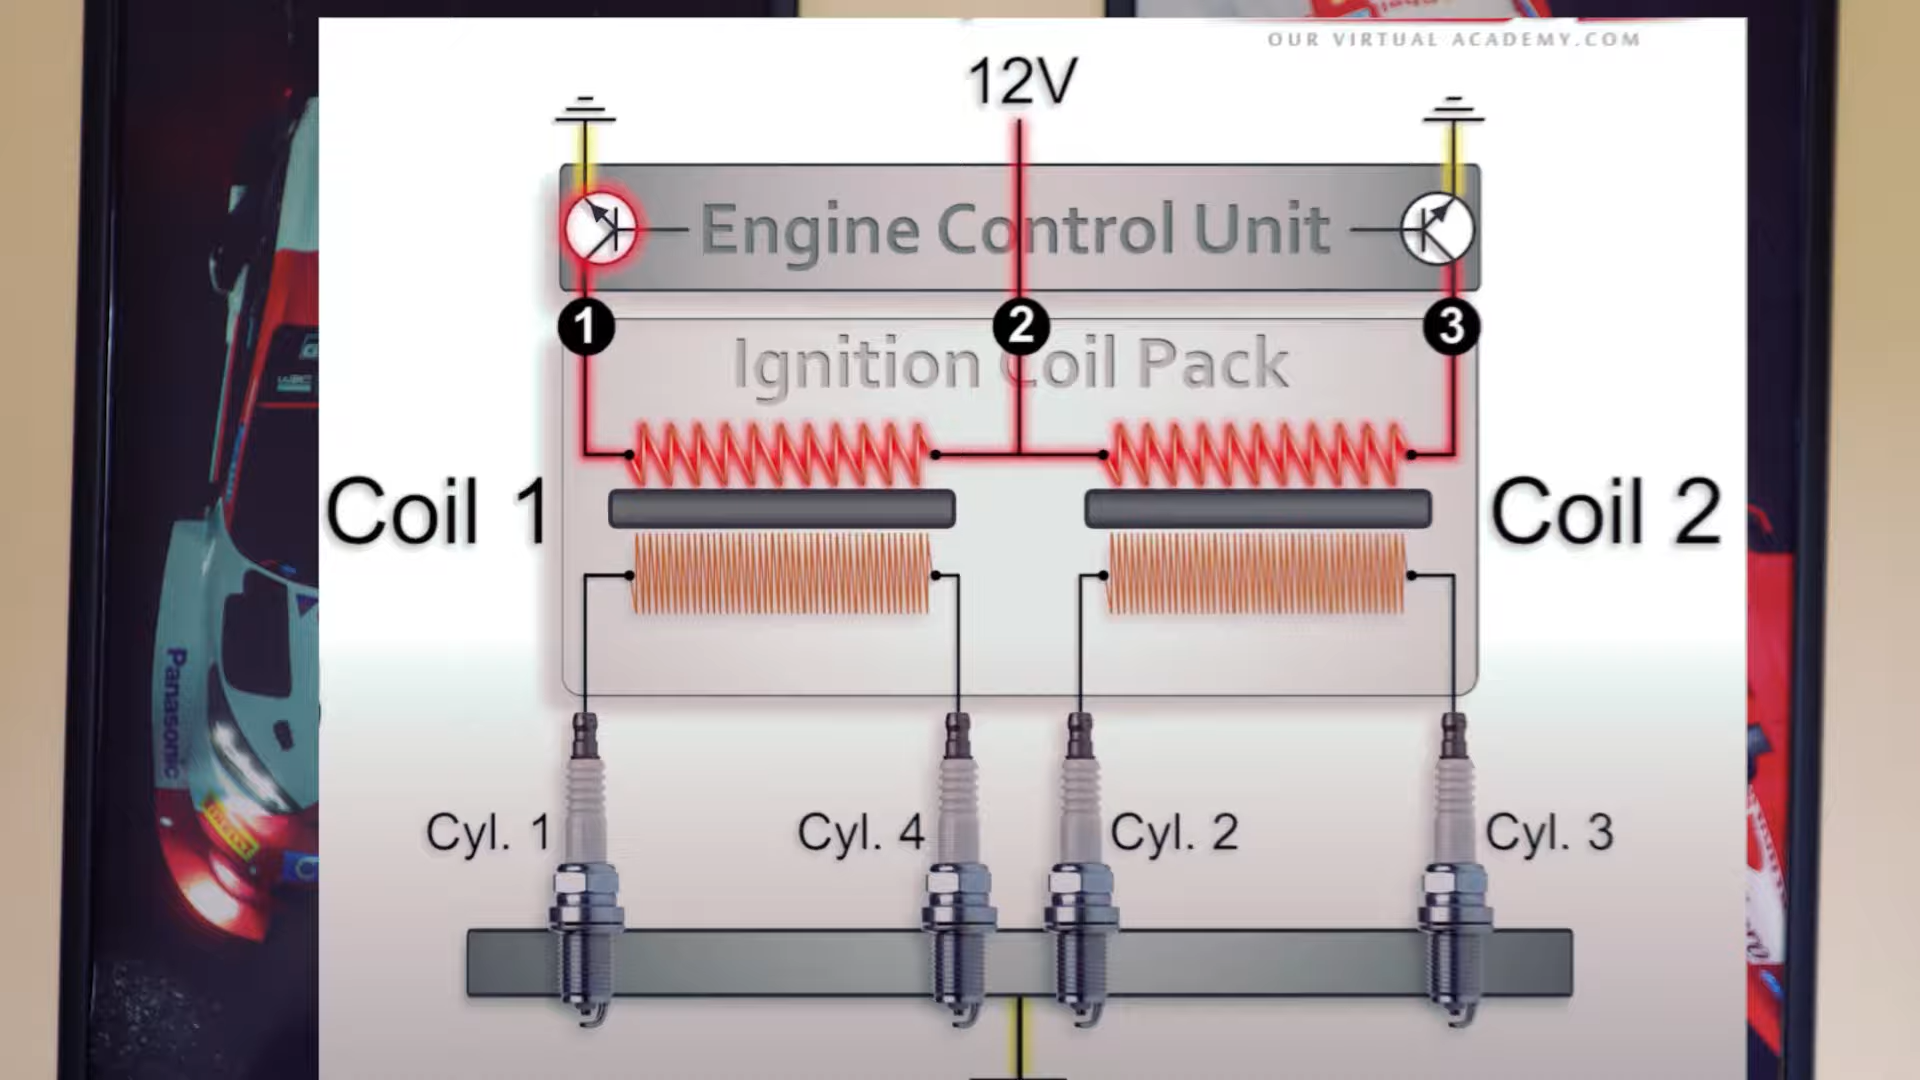 OUR VIRTUAL ACADEMY.COM
12V
Engine Control Unit
1
2
3
Ignition Coil Pack
Coil 1
Coil 2
Panasonic
PIRELLI
Cyl. 1
Cyl. 4
Cyl. 2
Cyl. 3